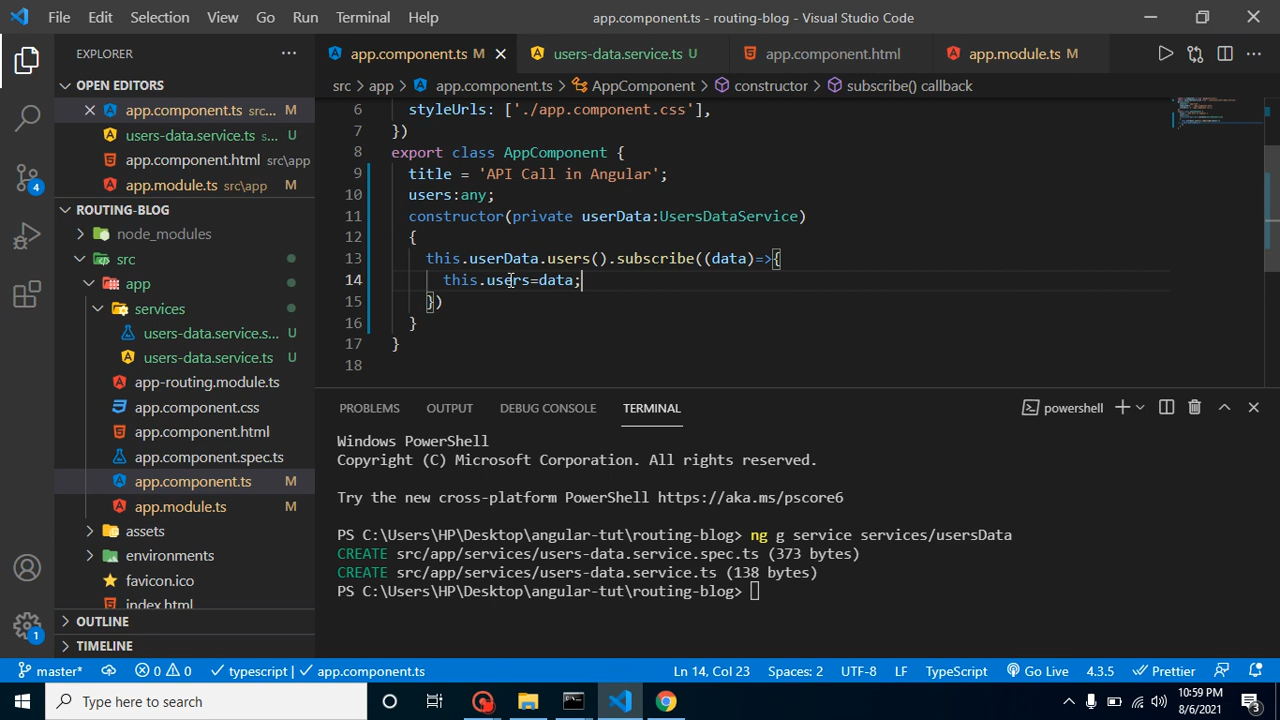 File Edit Selection View Go Run Terminal Help app.component.ts - routing-blog - Visual Studio Code
EXPLORER
OPEN EDITORS
app.component.ts src... M
users-data.service.ts s... U
app.component.html src\app
app.module.ts src\app M
ROUTING-BLOG
node_modules
src
app
services
users-data.service.s... U
users-data.service.ts U
app-routing.module.ts
app.component.css
app.component.html
app.component.spec.ts
app.component.ts M
app.module.ts M
assets
environments
favicon.ico
index.html
OUTLINE
TIMELINE
4
1
app.component.ts M
users-data.service.ts U
app.component.html
app.module.ts M
src > app > app.component.ts > AppComponent > constructor > subscribe() callback
6 styleUrls: ['./app.component.css'],
7 })
8 export class AppComponent {
9 title = 'API Call in Angular';
10 users:any;
11 constructor(private userData:UsersDataService)
12 {
13 this.userData.users().subscribe((data)=>{
14 this.users=data;
15 })
16 }
17 }
18
PROBLEMS OUTPUT DEBUG CONSOLE TERMINAL powershell
Windows PowerShell
Copyright (C) Microsoft Corporation. All rights reserved.
Try the new cross-platform PowerShell https://aka.ms/pscore6
PS C:\Users\HP\Desktop\angular-tut\routing-blog> ng g service services/usersData
CREATE src/app/services/users-data.service.spec.ts (373 bytes)
CREATE src/app/services/users-data.service.ts (138 bytes)
PS C:\Users\HP\Desktop\angular-tut\routing-blog>
master* 0 0 typescript | app.component.ts Ln 14, Col 23 Spaces: 2 UTF-8 LF TypeScript Go Live 4.3.5 Prettier
Type here to search
10:59 PM
8/6/2021
3